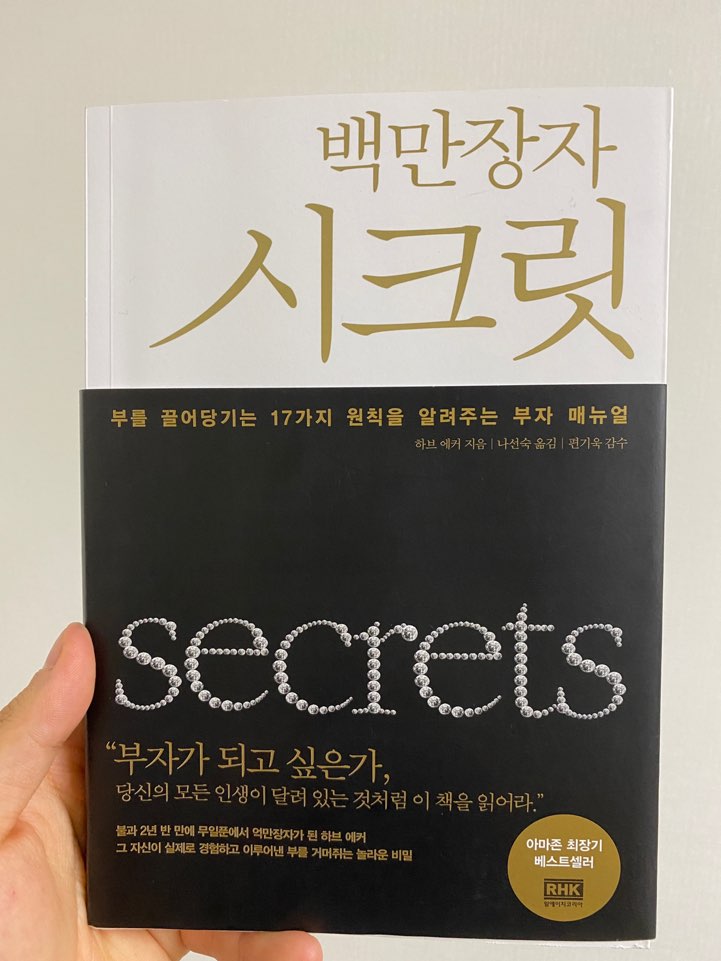 백만장자
시크릿
부를 끌어당기는 17가지 원칙을 알려주는 부자 매뉴얼
하브 에커 지음 | 나선숙 옮김 | 편기욱 감수
secrets
“부자가 되고 싶은가,
당신의 모든 인생이 달려 있는 것처럼 이 책을 읽어라.”
불과 2년 반 만에 무일푼에서 억만장자가 된 하브 에커
그 자신이 실제로 경험하고 이루어낸 부를 거머쥐는 놀라운 비밀
아마존 최장기
베스트셀러
RHK
알에이치코리아